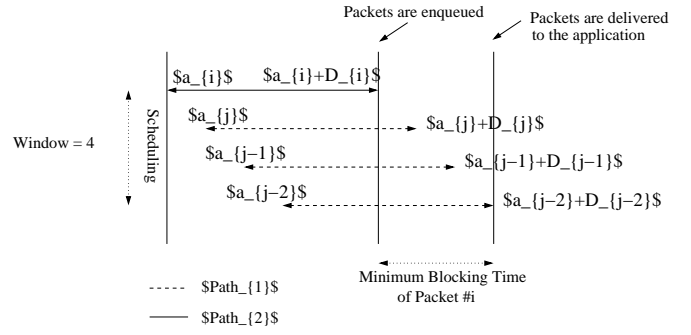 Packets are enqueued
Packets are delivered
to the application
$a_{i}$
$a_{i}+D_{i}$
$a_{j}$
$a_{j}+D_{j}$
Window = 4
Scheduling
$a_{j−1}$
$a_{j−1}+D_{j−1}$
$a_{j−2}$
$a_{j−2}+D_{j−2}$
Minimum Blocking Time
of Packet #i
$Path_{1}$
$Path_{2}$